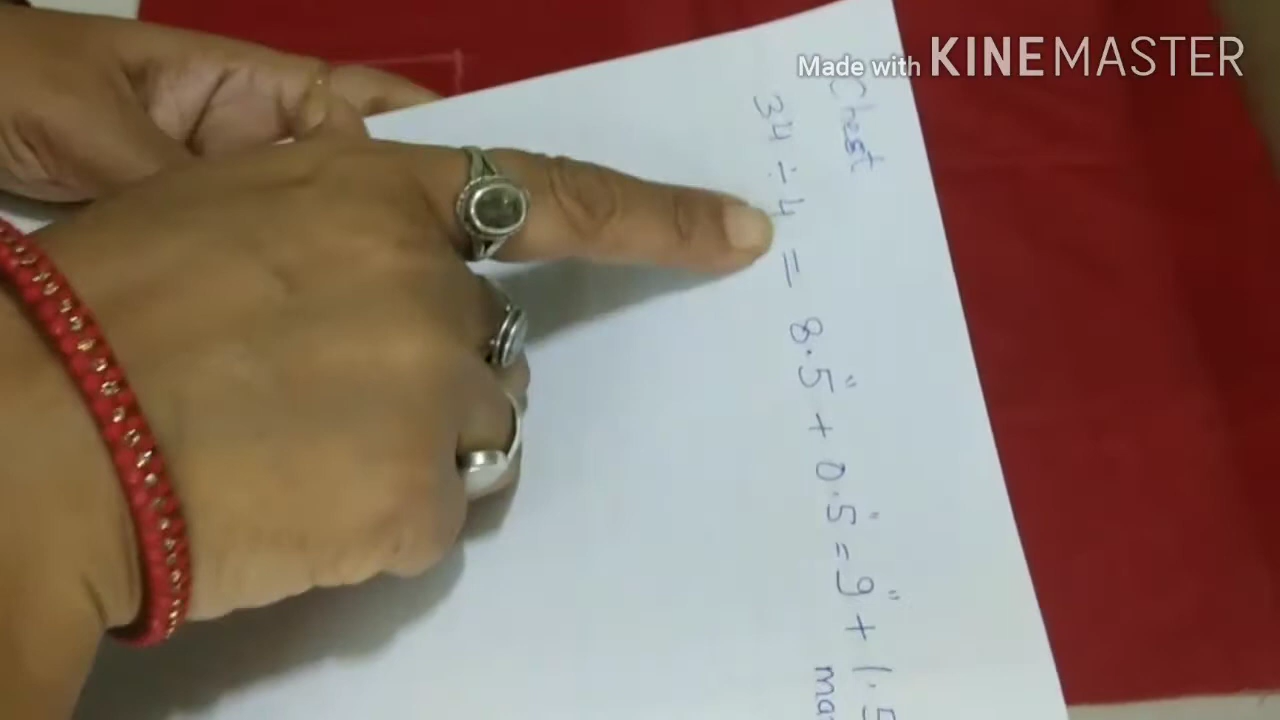 Made with KINEMASTER
Chest
34 ÷ 4 = 8.5" + 0.5" = 9" + 1.5